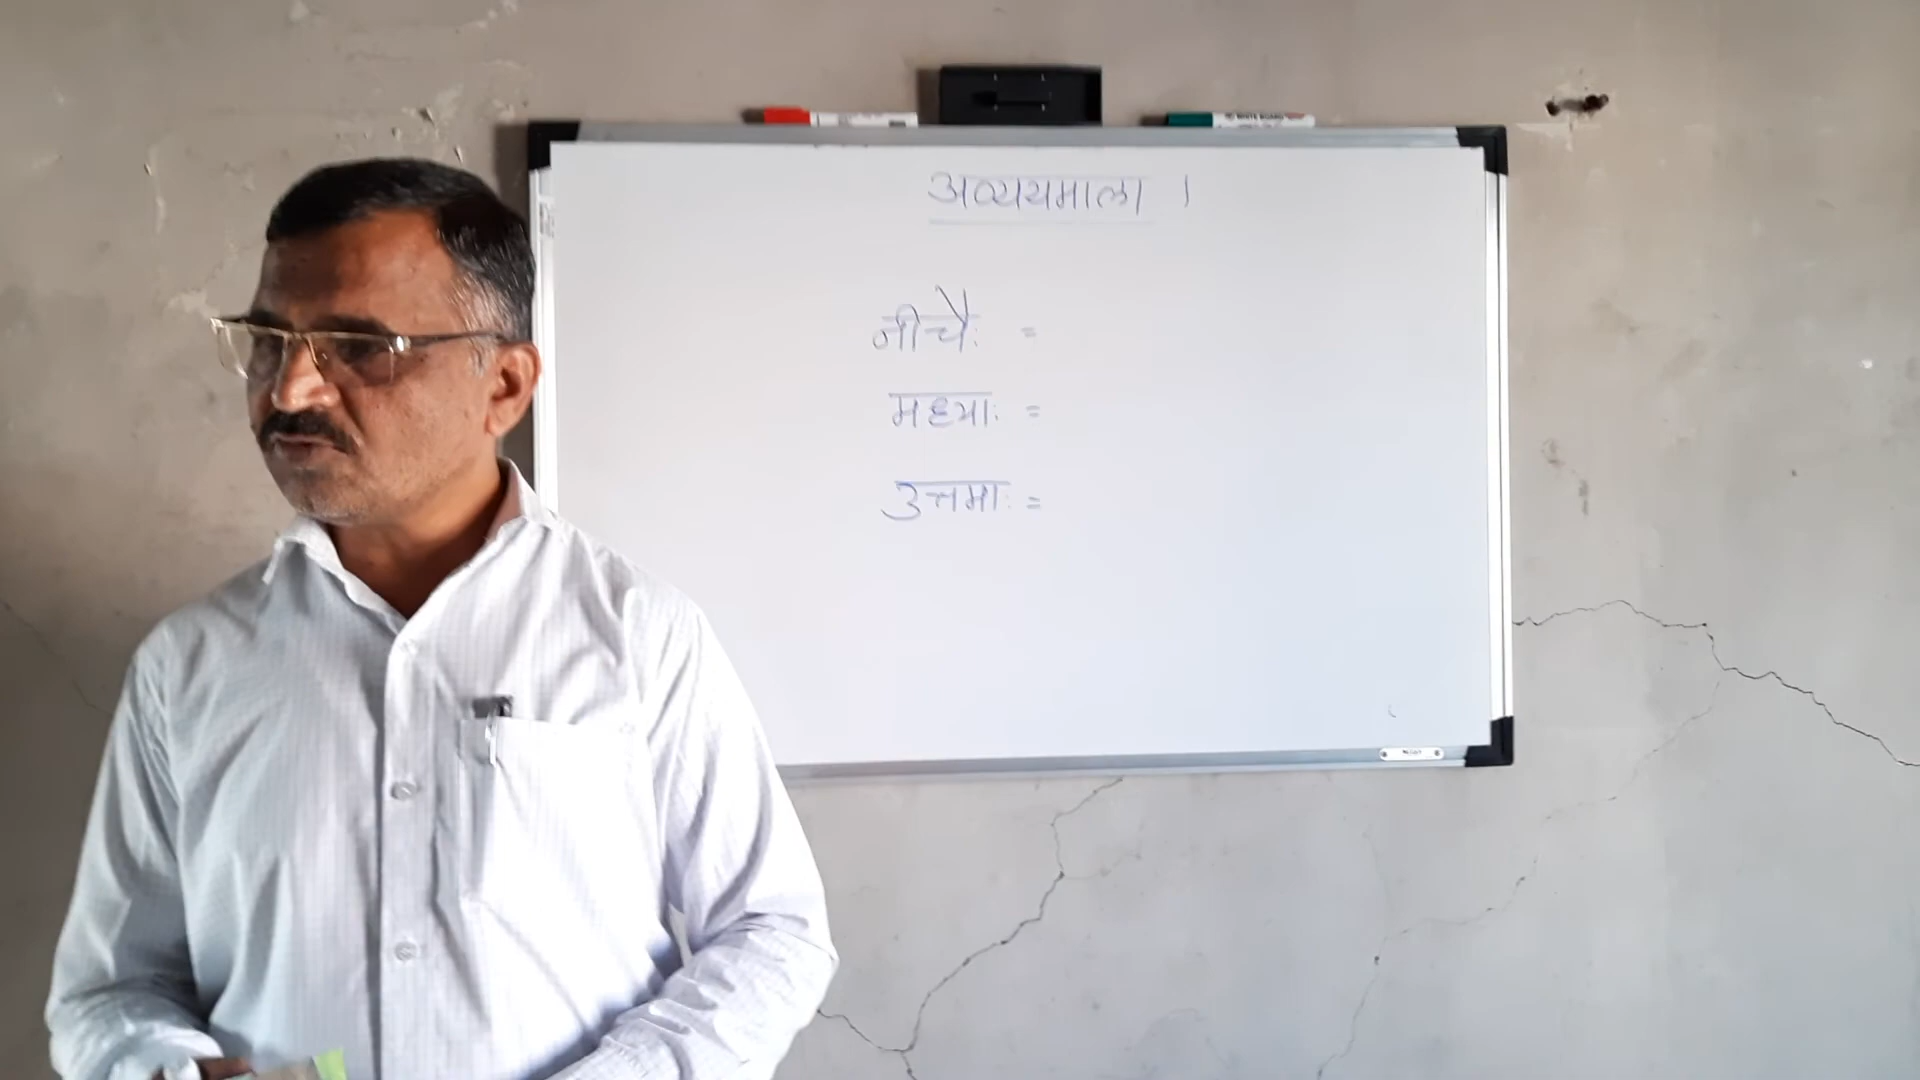 अव्ययमाला ।
नीचैः =
मध्याः =
उत्तमाः =